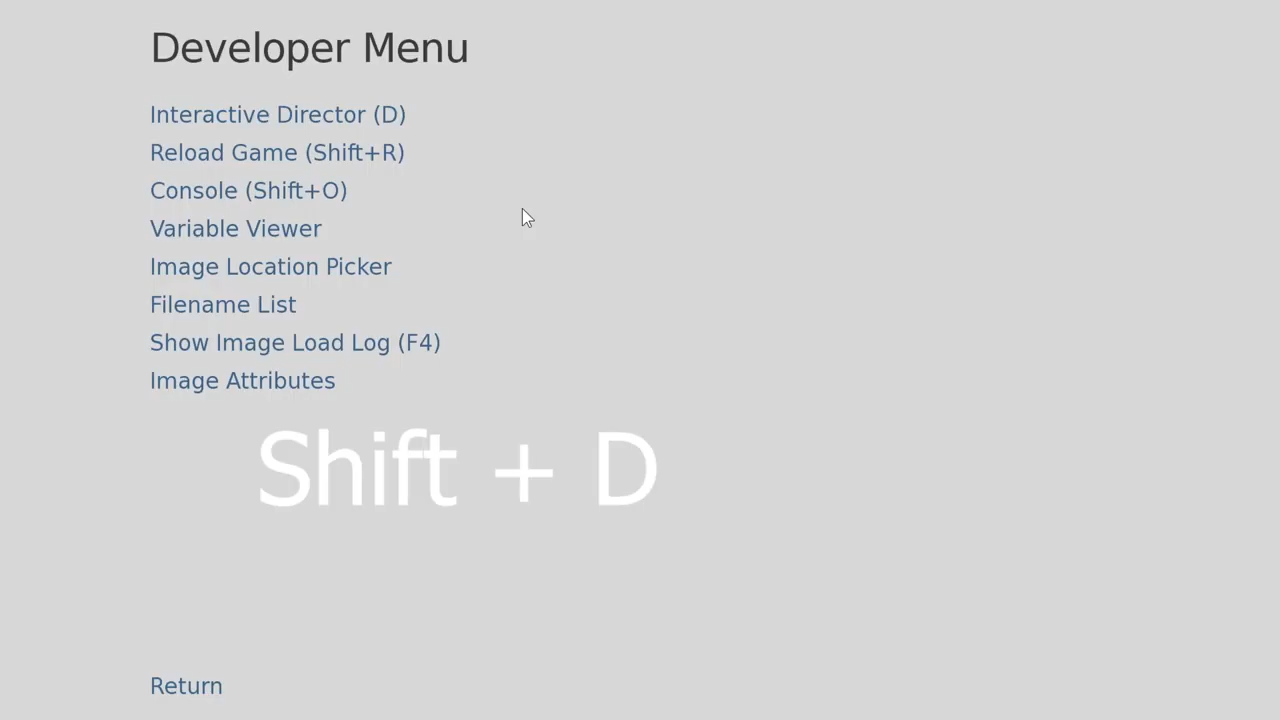 Developer Menu
Interactive Director (D)
Reload Game (Shift+R)
Console (Shift+O)
Variable Viewer
Image Location Picker
Filename List
Show Image Load Log (F4)
Image Attributes
Shift + D
Return